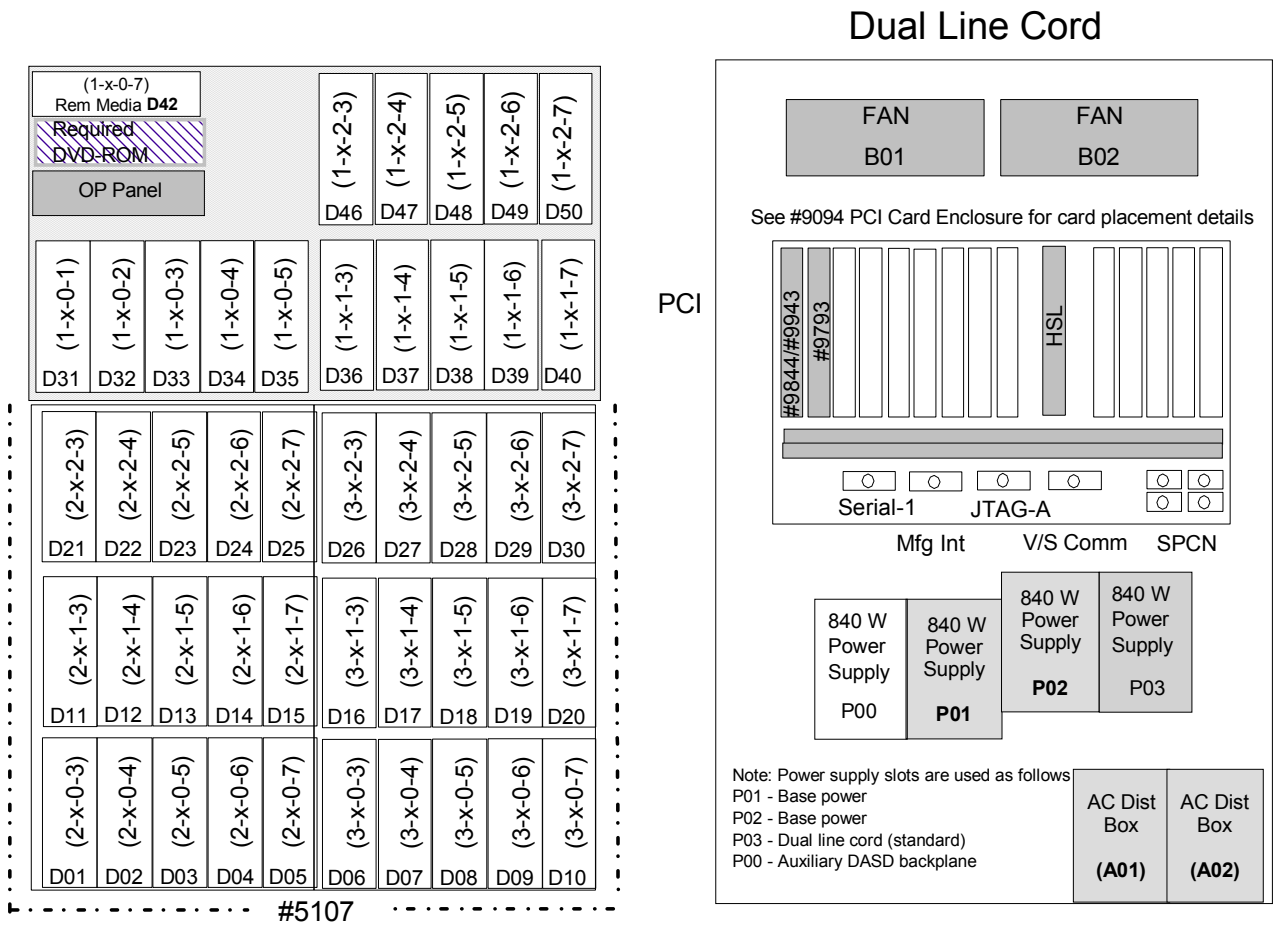 Dual Line Cord
(1-x-0-7)
Rem Media D42
Required
DVD-ROM
OP Panel
(1-x-2-3)
(1-x-2-4)
(1-x-2-5)
(1-x-2-6)
(1-x-2-7)
D46 D47 D48 D49 D50
(1-x-0-1)
(1-x-0-2)
(1-x-0-3)
(1-x-0-4)
(1-x-0-5)
(1-x-1-3)
(1-x-1-4)
(1-x-1-5)
(1-x-1-6)
(1-x-1-7)
D31 D32 D33 D34 D35 D36 D37 D38 D39 D40
(2-x-2-3)
(2-x-2-4)
(2-x-2-5)
(2-x-2-6)
(2-x-2-7)
(3-x-2-3)
(3-x-2-4)
(3-x-2-5)
(3-x-2-6)
(3-x-2-7)
D21 D22 D23 D24 D25 D26 D27 D28 D29 D30
(2-x-1-3)
(2-x-1-4)
(2-x-1-5)
(2-x-1-6)
(2-x-1-7)
(3-x-1-3)
(3-x-1-4)
(3-x-1-5)
(3-x-1-6)
(3-x-1-7)
D11 D12 D13 D14 D15 D16 D17 D18 D19 D20
(2-x-0-3)
(2-x-0-4)
(2-x-0-5)
(2-x-0-6)
(2-x-0-7)
(3-x-0-3)
(3-x-0-4)
(3-x-0-5)
(3-x-0-6)
(3-x-0-7)
D01 D02 D03 D04 D05 D06 D07 D08 D09 D10
#5107
FAN
B01
FAN
B02
See #9094 PCI Card Enclosure for card placement details
PCI
#9844/#9943
#9793
HSL
Serial-1
JTAG-A
Mfg Int
V/S Comm
SPCN
840 W
Power
Supply
P00
840 W
Power
Supply
P01
840 W
Power
Supply
P02
840 W
Power
Supply
P03
Note: Power supply slots are used as follows
P01 - Base power
P02 - Base power
P03 - Dual line cord (standard)
P00 - Auxiliary DASD backplane
AC Dist
Box
(A01)
AC Dist
Box
(A02)